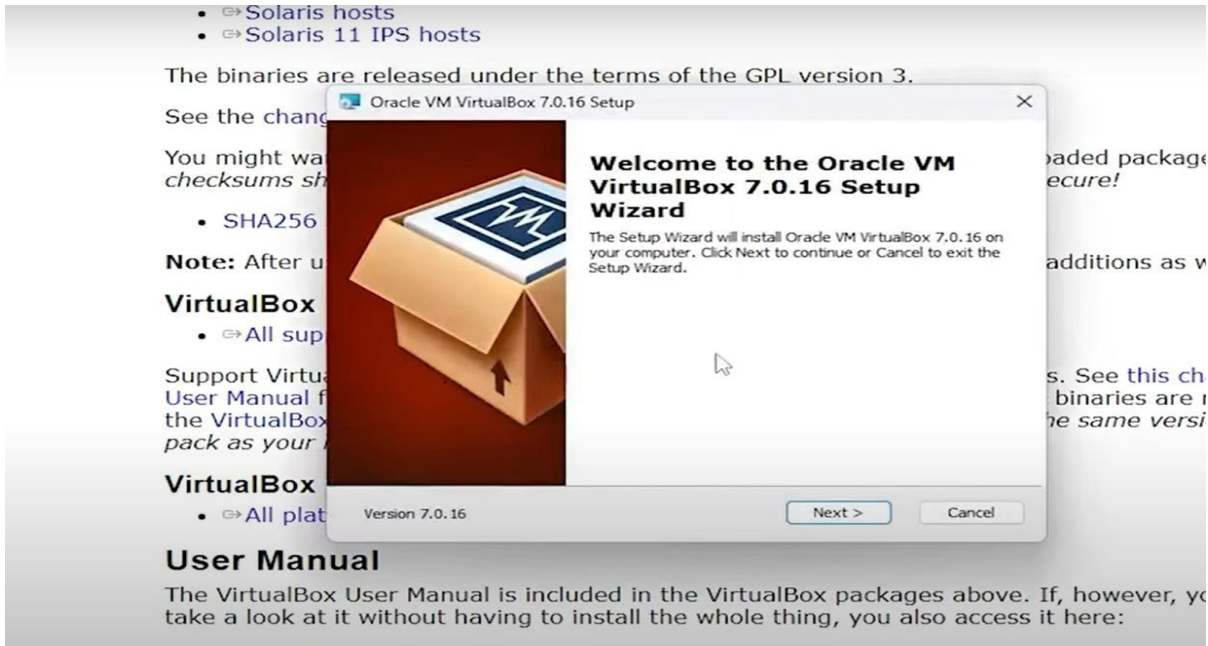 Solaris hosts
Solaris 11 IPS hosts
The binaries are released under the terms of the GPL version 3.
Oracle VM VirtualBox 7.0.16 Setup
See the chang
You might wa
aded package
checksums sh
ecure!
Welcome to the Oracle VM
VirtualBox 7.0.16 Setup
Wizard
The Setup Wizard will install Oracle VM VirtualBox 7.0.16 on
your computer. Click Next to continue or Cancel to exit the
Setup Wizard.
SHA256
Note: After u
additions as w
VirtualBox
All sup
Support Virtu
s. See this ch
User Manual f
binaries are
the VirtualBox
he same versi
pack as your
VirtualBox
All plat
Version 7.0.16
Next >
Cancel
User Manual
The VirtualBox User Manual is included in the VirtualBox packages above. If, however, yo
take a look at it without having to install the whole thing, you also access it here: